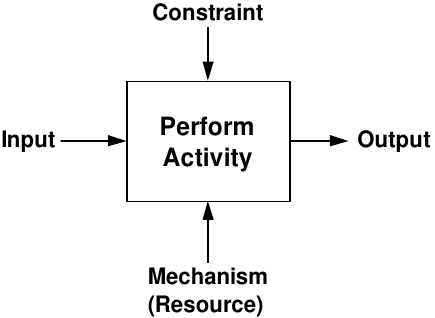 Constraint
Input
Perform
Activity
Output
Mechanism
(Resource)